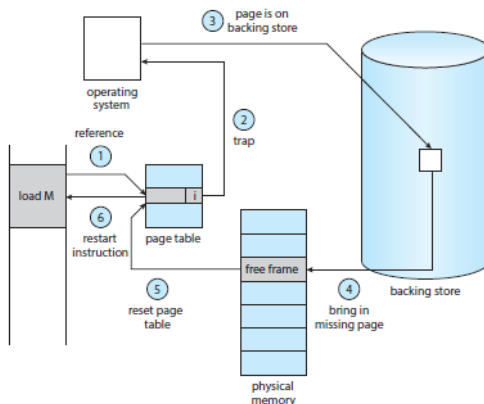 3
page is on
backing store
operating
system
2
trap
reference
1
load M
i
6
restart
instruction
page table
free frame
5
reset page
table
4
bring in
missing page
backing store
physical
memory